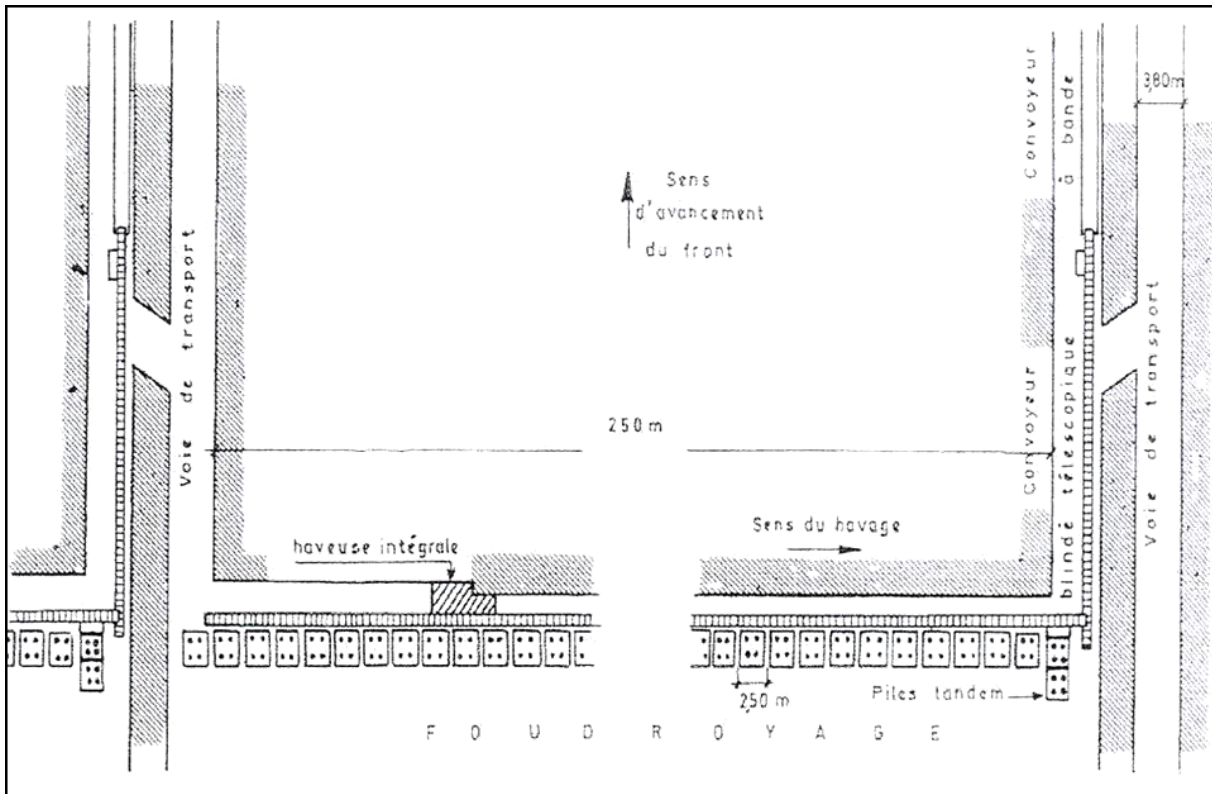 Convoyeur
à bande
3,80m
Sens
d'avancement
du front
Voie de transport
250 m
Convoyeur
blindé télescopique
Voie de transport
Sens du havage
haveuse intégrale
2,50 m
Piles tandem
FOUDROYAGE